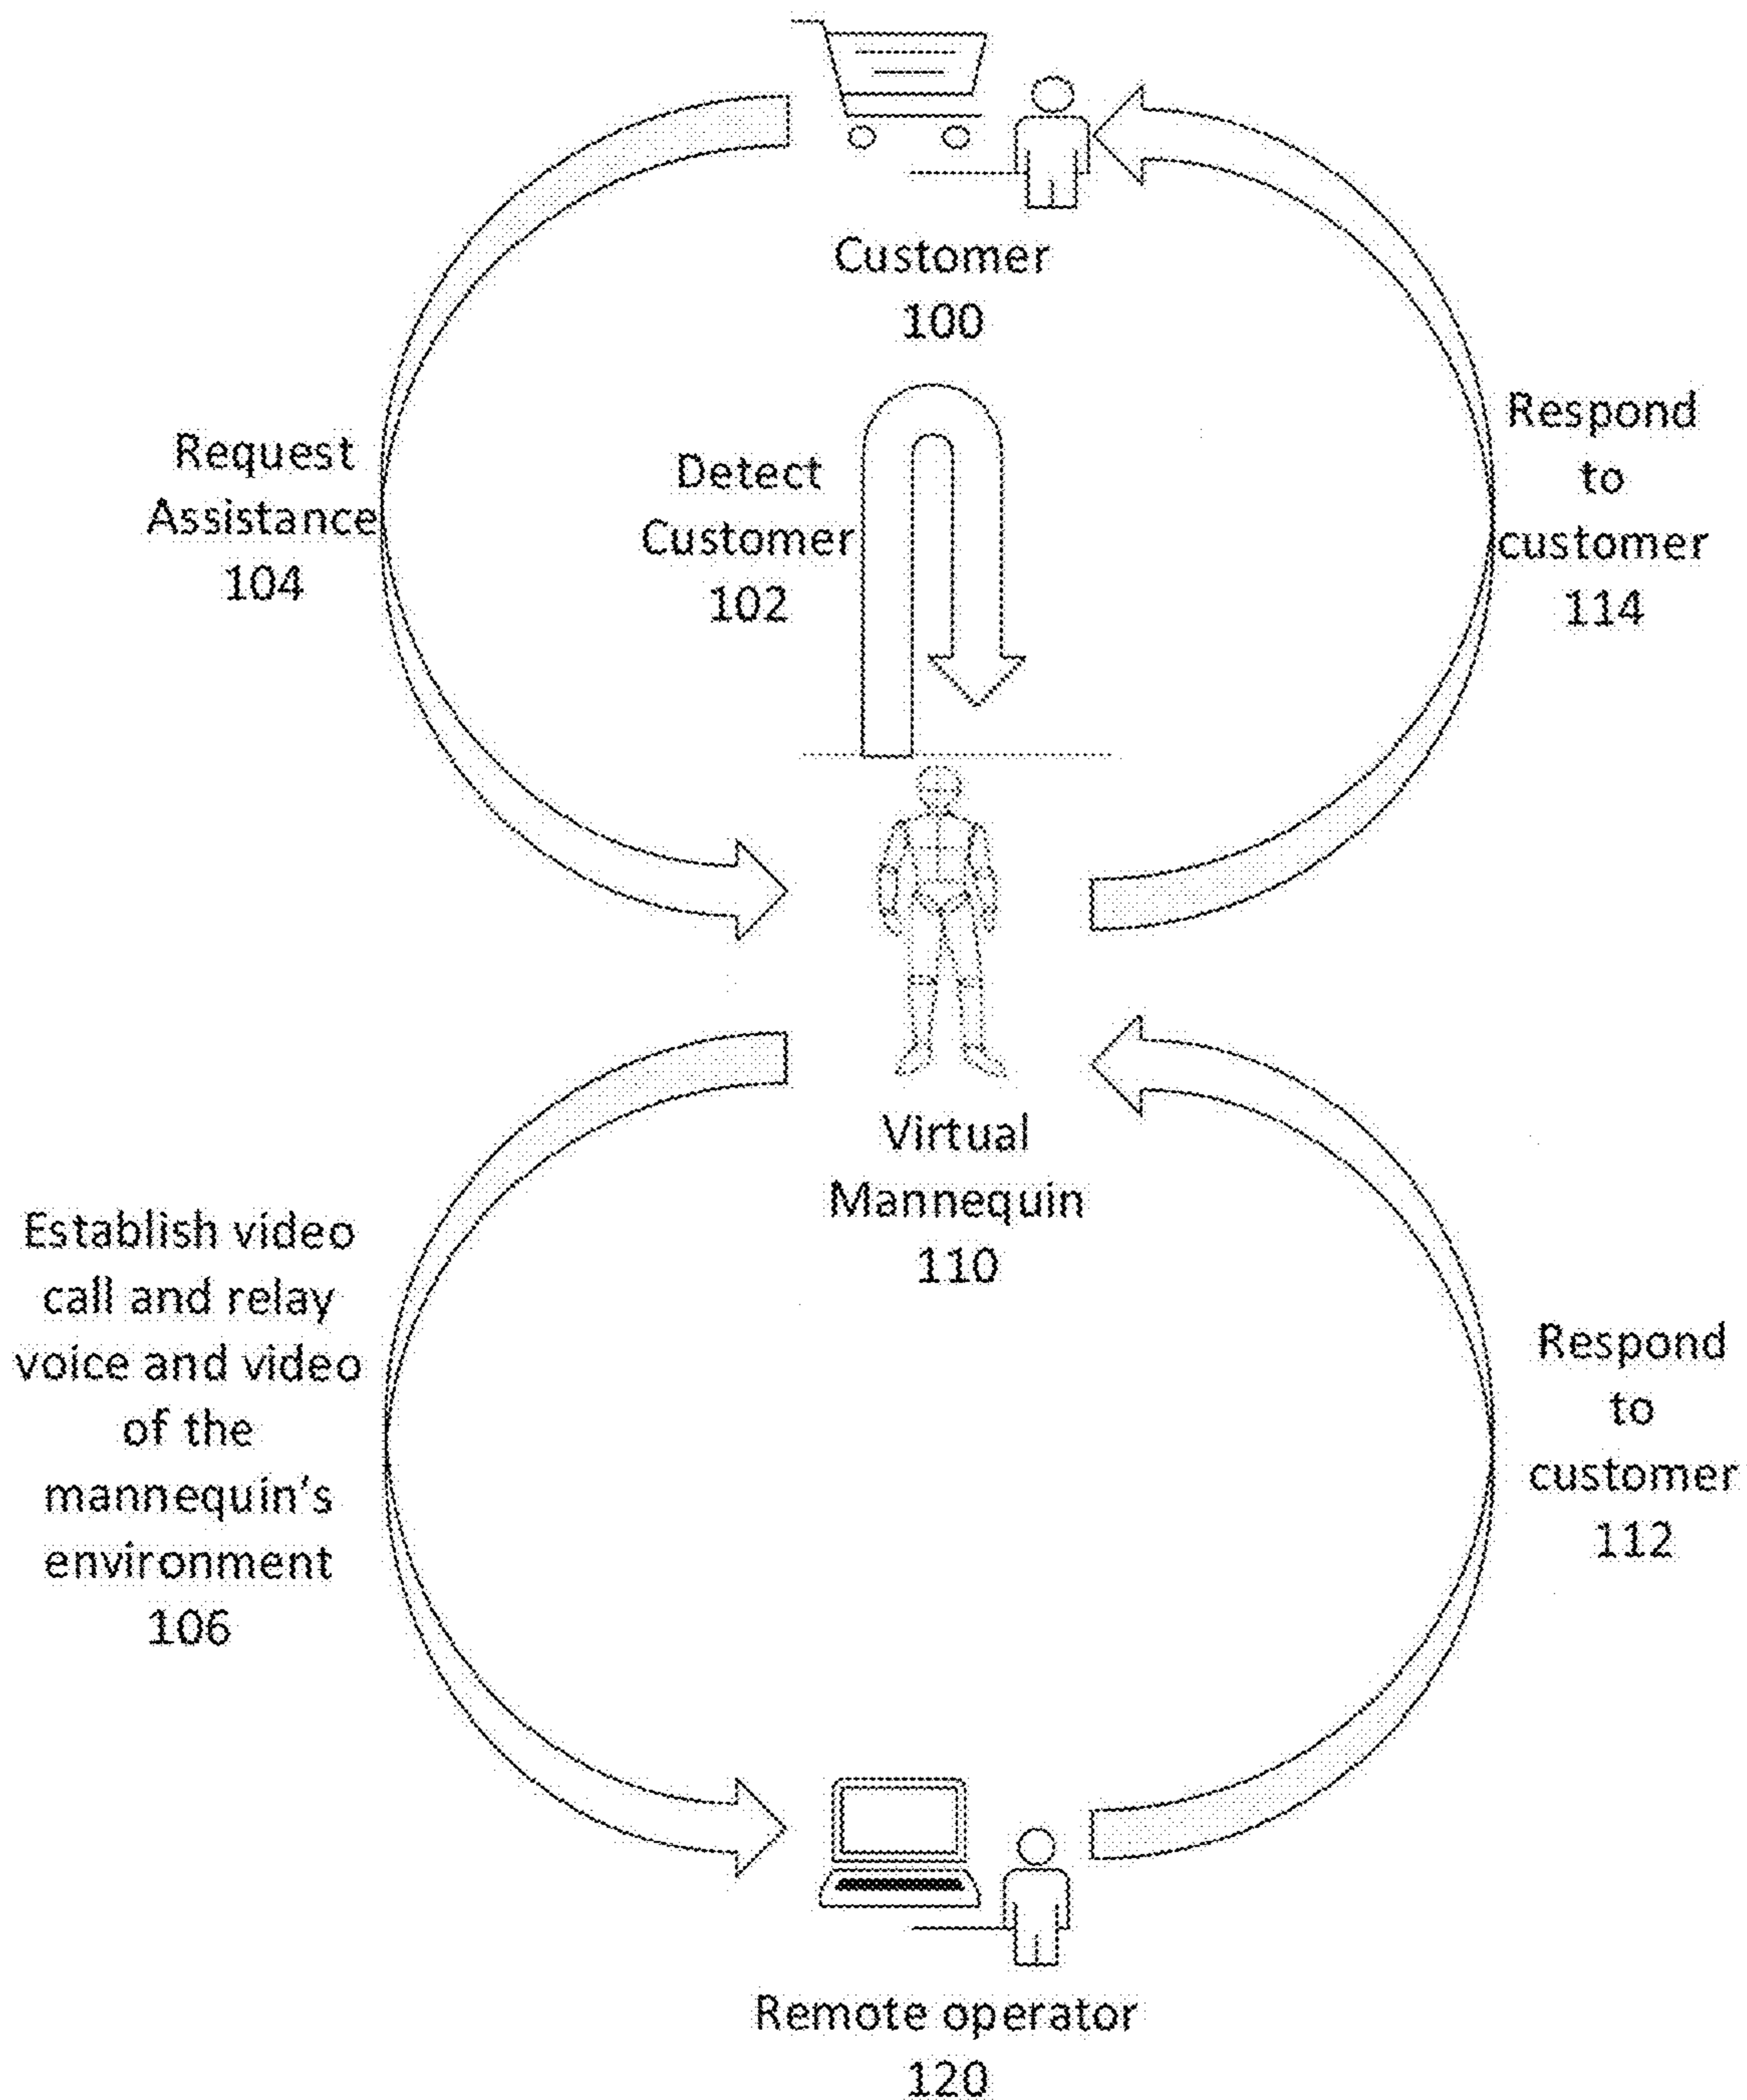 Customer
100
Request
Assistance
104
Detect
Customer
102
Respond
to
customer
114
Virtual
Mannequin
110
Establish video
call and relay
voice and video
of the
mannequin's
environment
106
Respond
to
customer
112
Remote operator
120